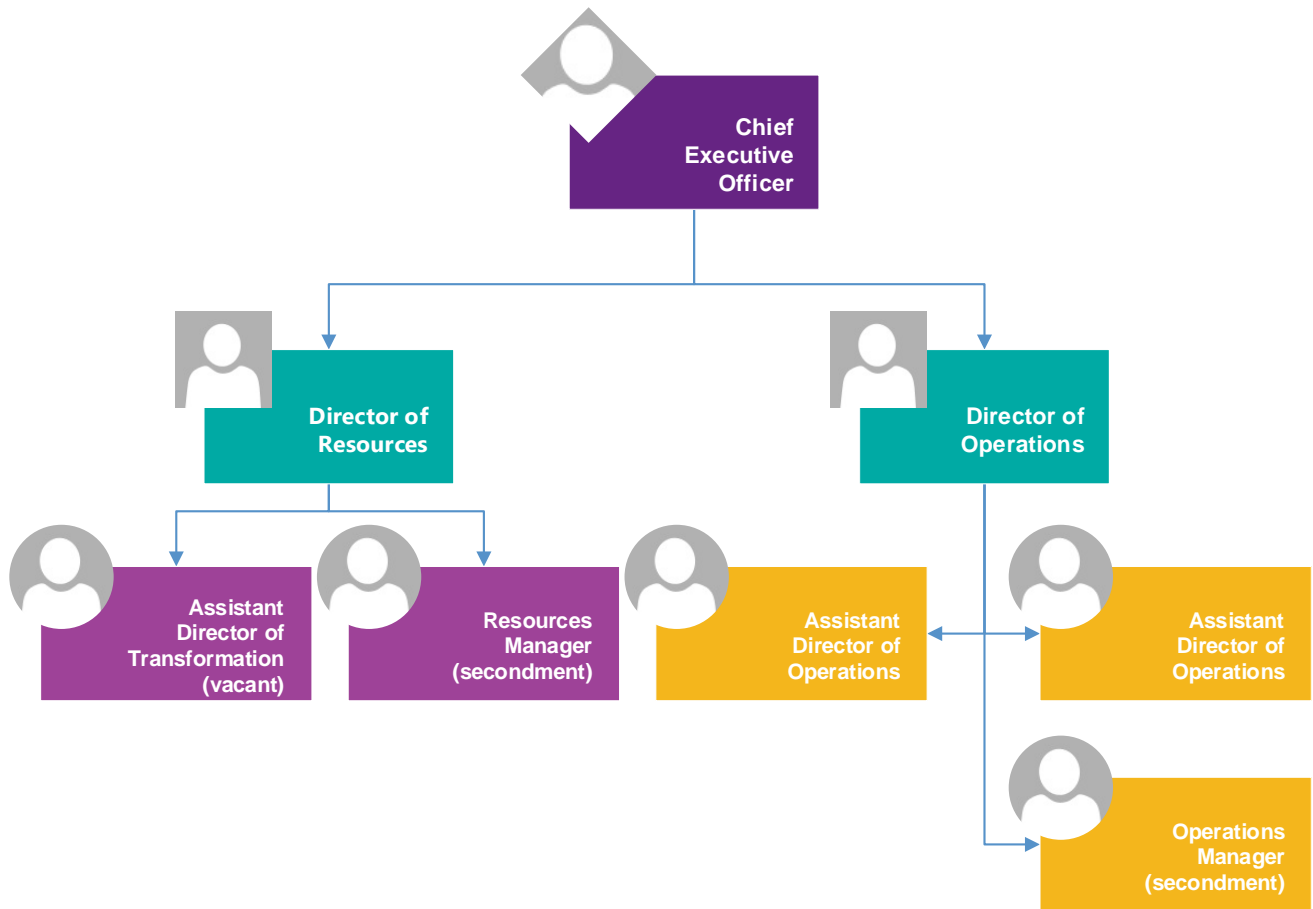 Chief
Executive
Officer
Director of
Resources
Director of
Operations
Assistant
Director of
Transformation
(vacant)
Resources
Manager
(secondment)
Assistant
Director of
Operations
Assistant
Director of
Operations
Operations
Manager
(secondment)